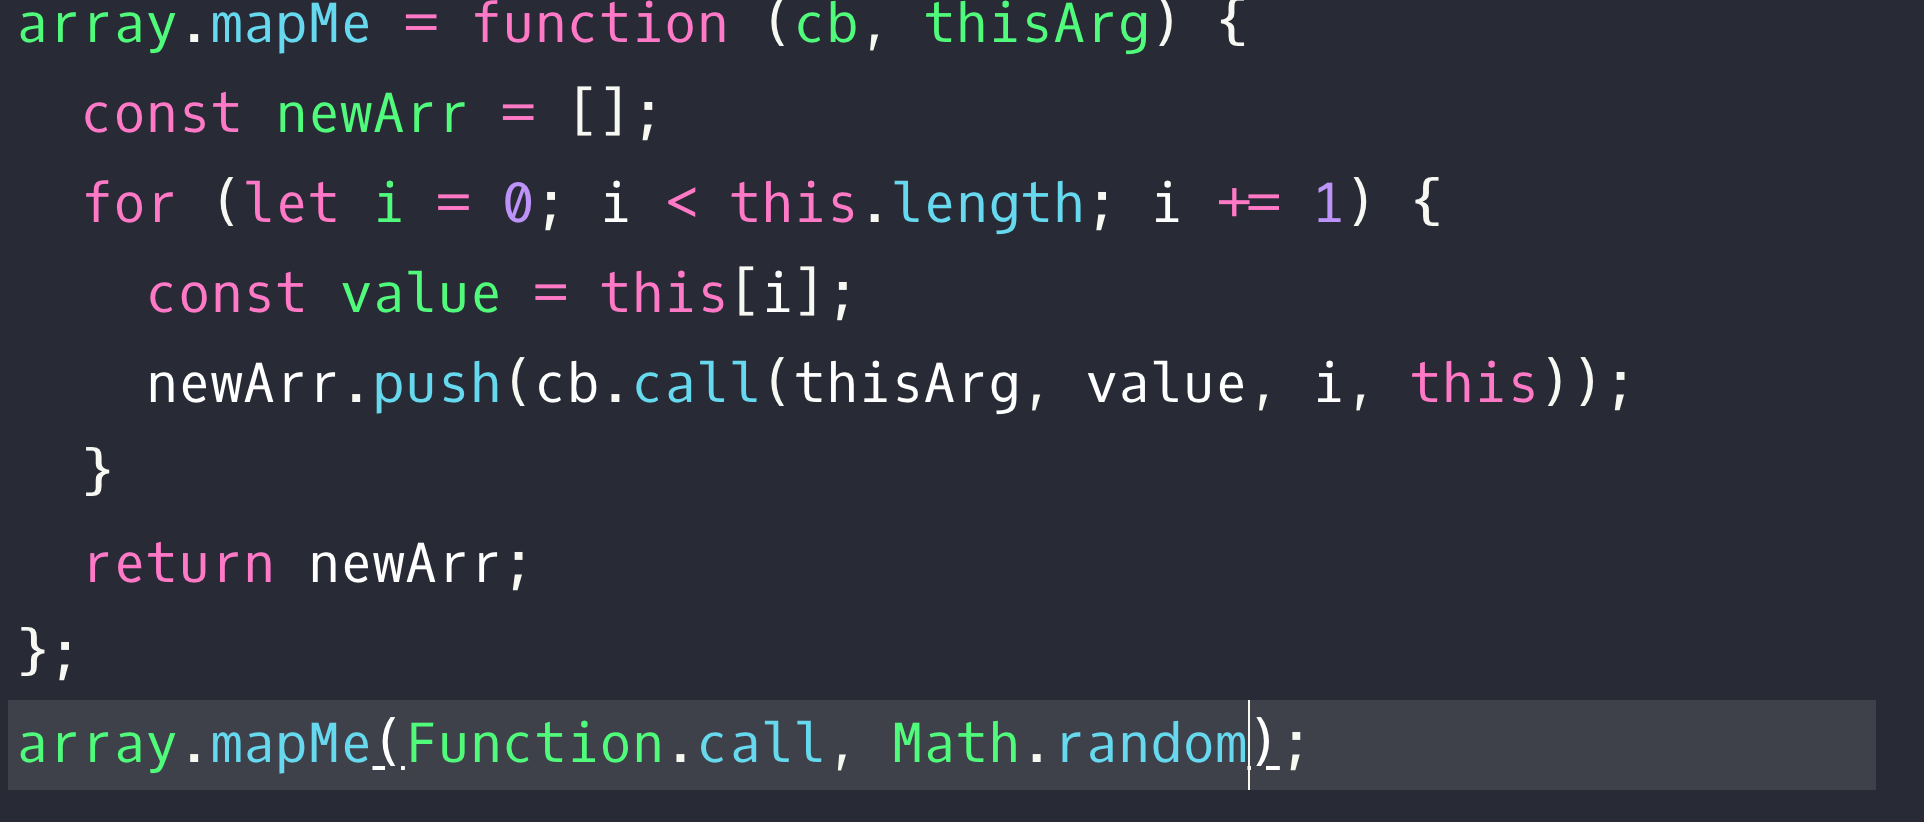 array.mapMe = function (cb, thisArg) {
  const newArr = [];
  for (let i = 0; i < this.length; i += 1) {
    const value = this[i];
    newArr.push(cb.call(thisArg, value, i, this));
  }
  return newArr;
};
array.mapMe(Function.call, Math.random);